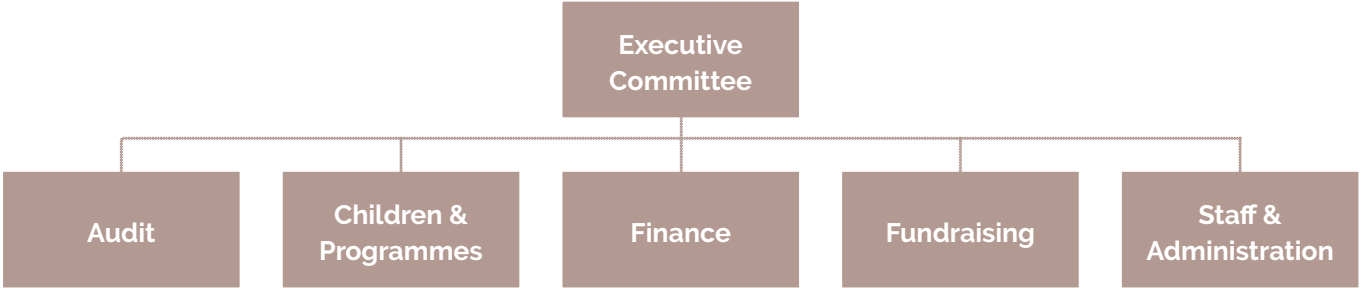 Executive
Committee
Audit
Children &
Programmes
Finance
Fundraising
Staff &
Administration